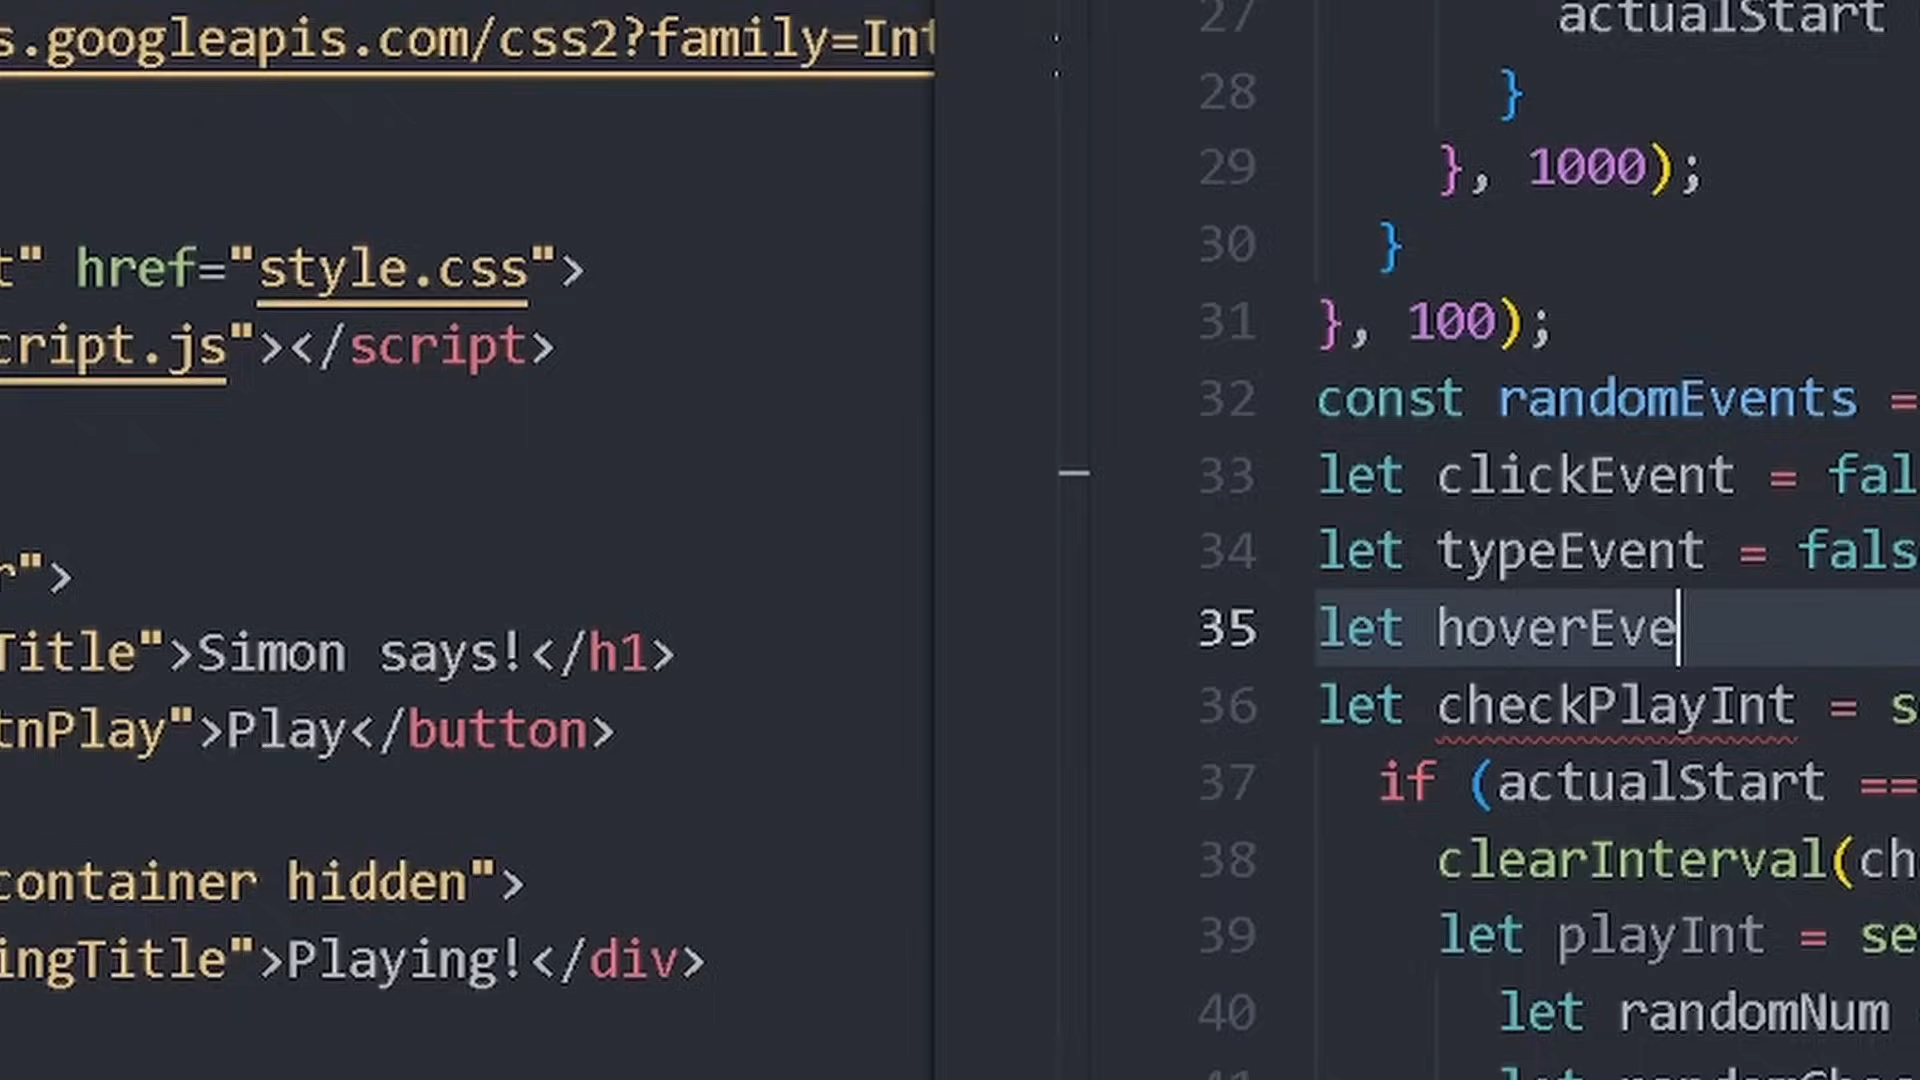 s.googleapis.com/css2?family=Int
t" href="style.css">
cript.js"></script>
r">
Title">Simon says!</h1>
tnPlay">Play</button>
container hidden">
ingTitle">Playing!</div>
27 actualStart
28 }
29 }, 1000);
30 }
31 }, 100);
32 const randomEvents =
33 let clickEvent = fal
34 let typeEvent = fals
35 let hoverEve
36 let checkPlayInt = s
37 if (actualStart ==
38 clearInterval(ch
39 let playInt = se
40 let randomNum
41 let